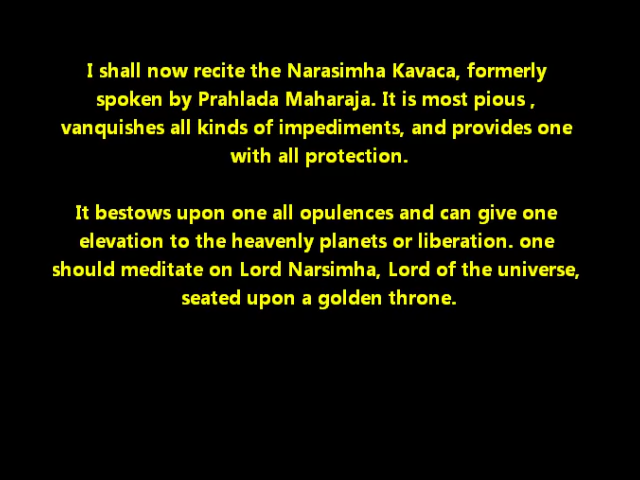 I shall now recite the Narasimha Kavaca, formerly
spoken by Prahlada Maharaja. It is most pious ,
vanquishes all kinds of impediments, and provides one
with all protection.
It bestows upon one all opulences and can give one
elevation to the heavenly planets or liberation. one
should meditate on Lord Narsimha, Lord of the universe,
seated upon a golden throne.